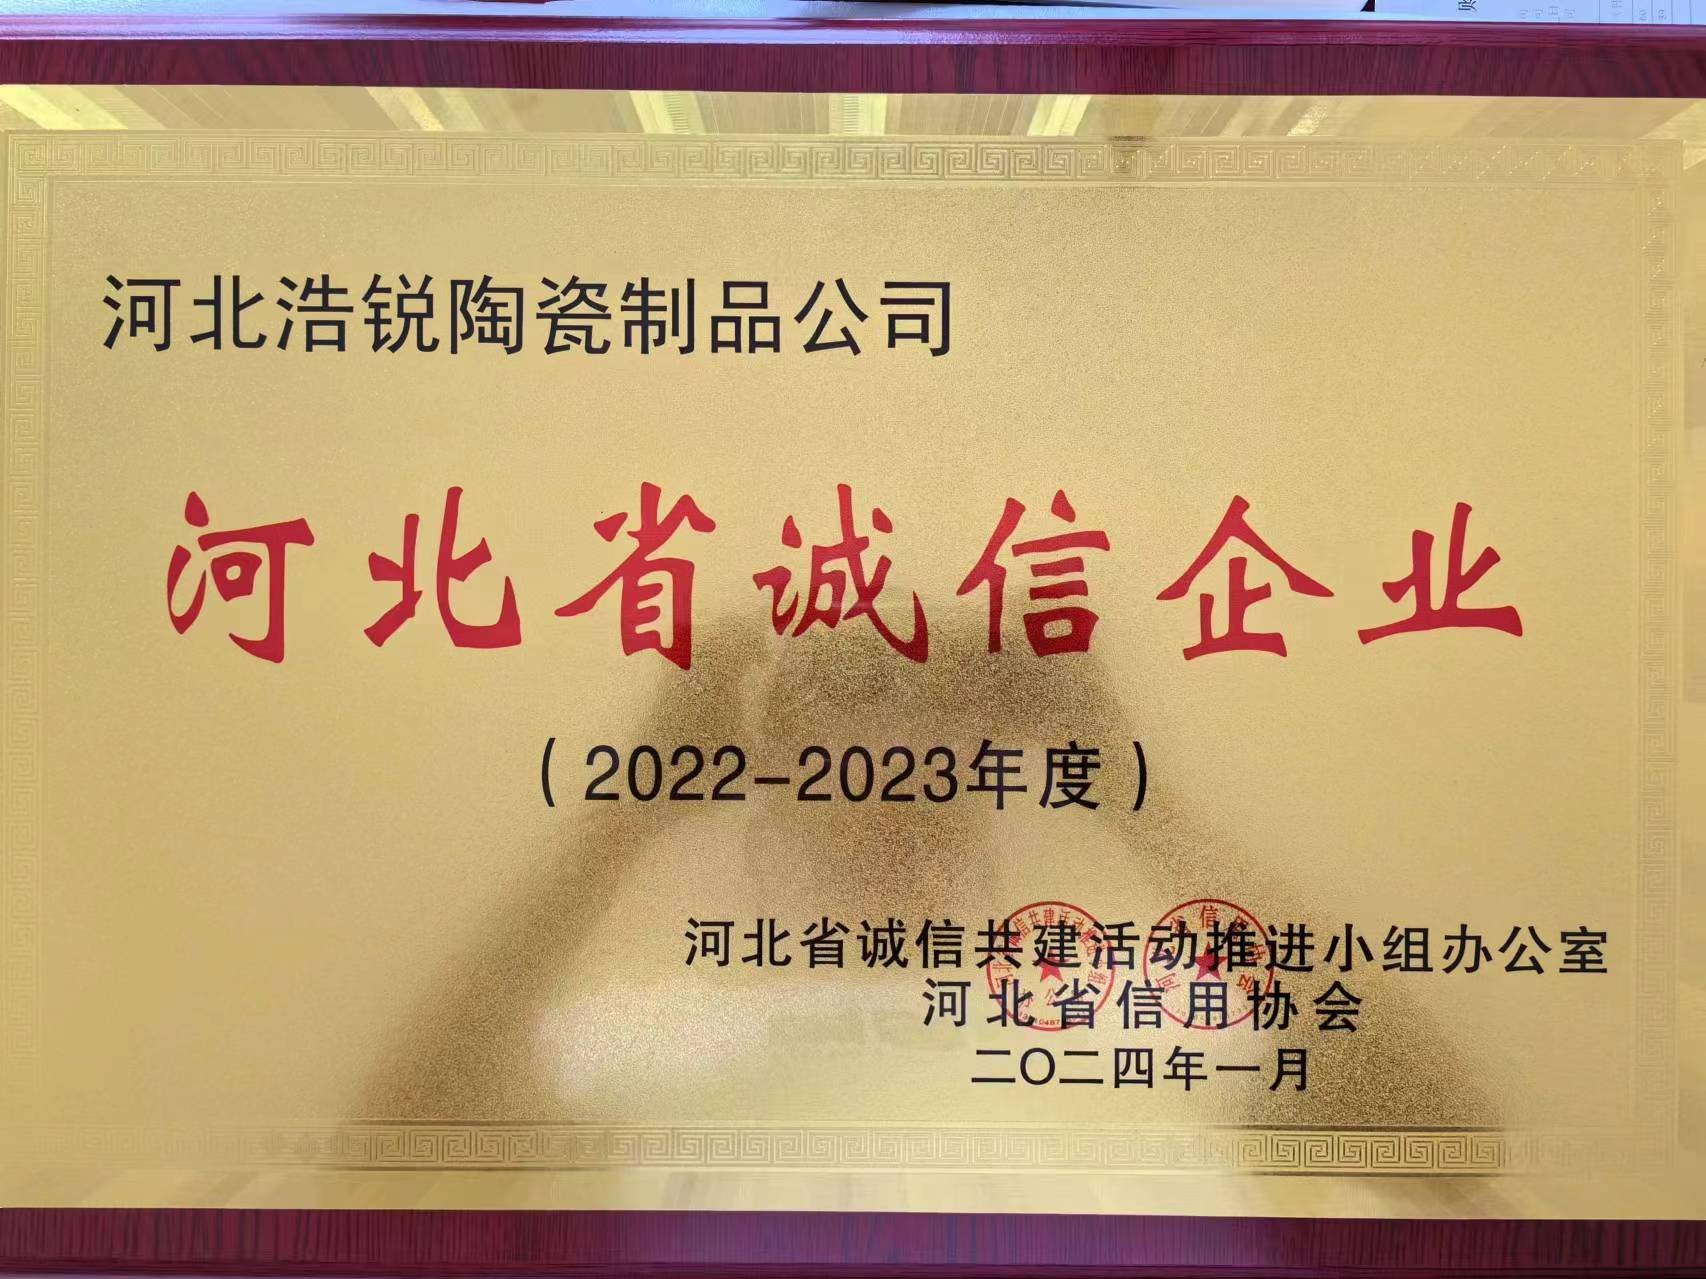 河北浩锐陶瓷制品公司
河北省诚信企业
（2022-2023年度）
河北省诚信共建活动推进小组办公室
河北省信用协会
二〇二四年一月